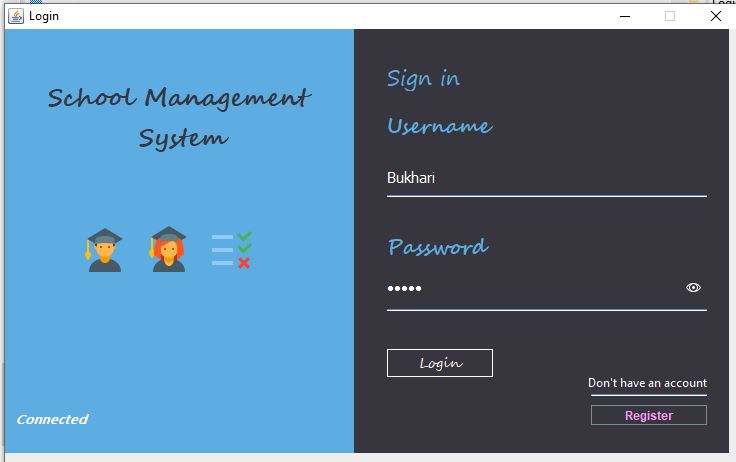 Login
School Management
System
Connected
Sign in
Username
Bukhari
Password
•••••
Login
Don't have an account
Register